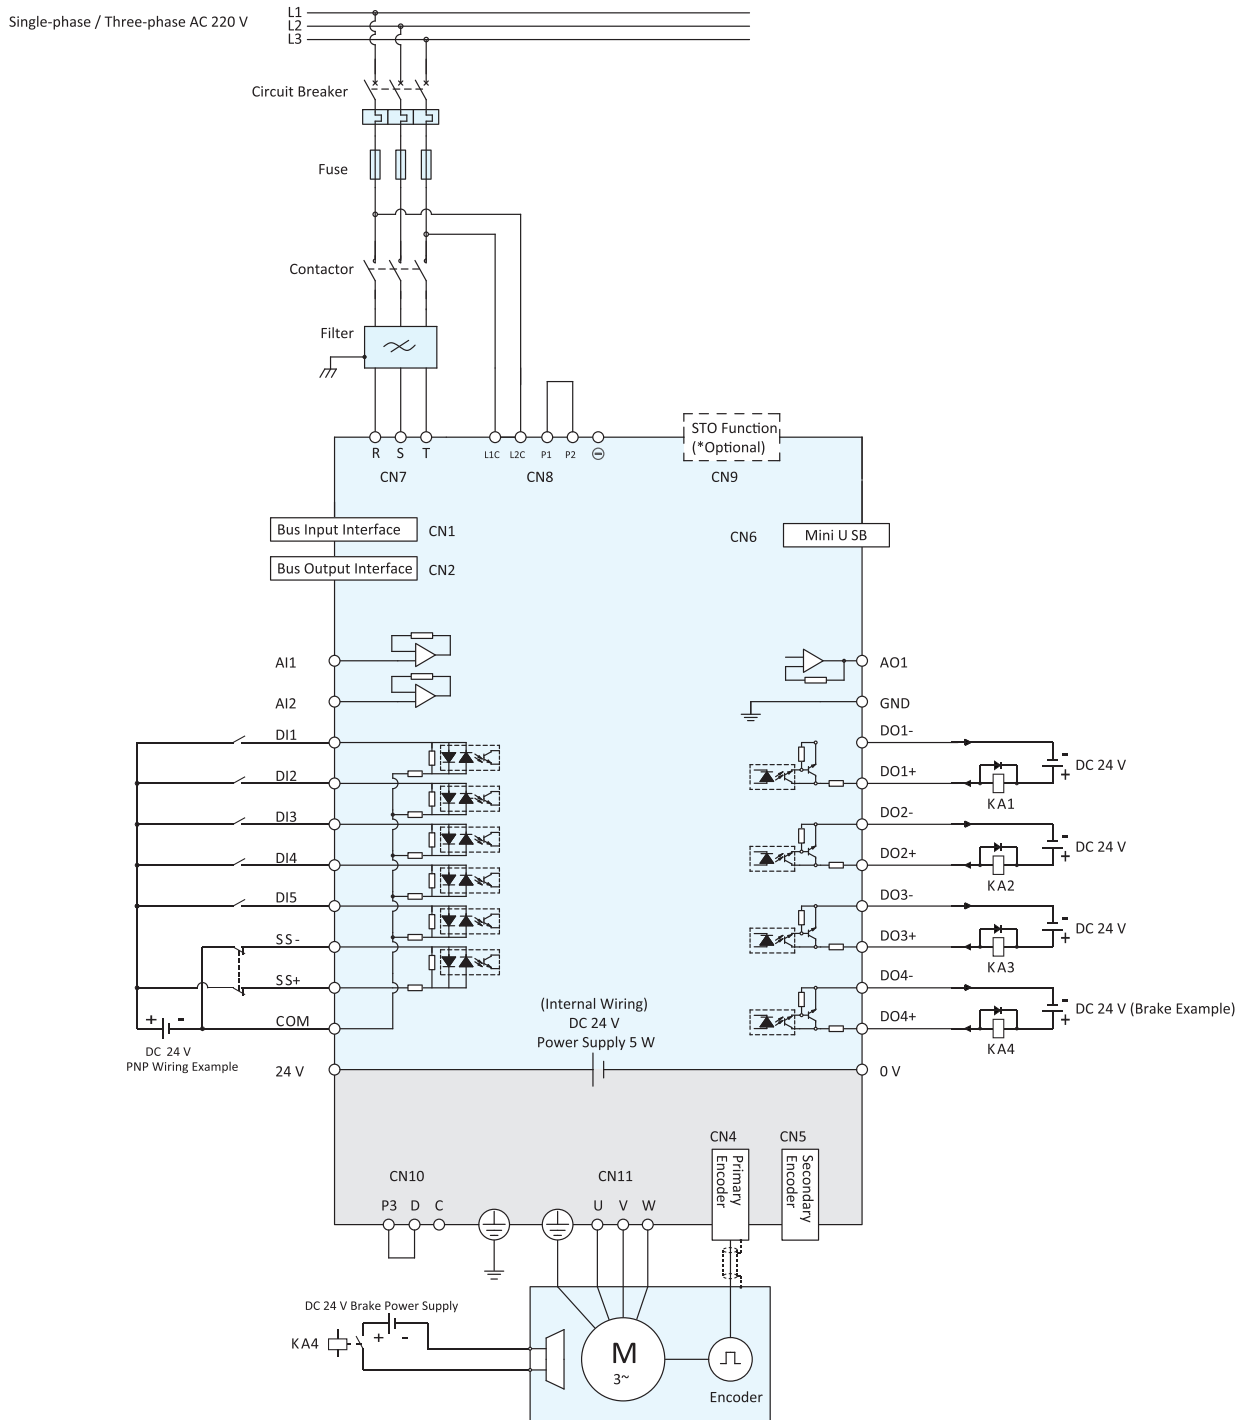 L1
Single-phase / Three-phase AC 220 V
L2
L3
Circuit Breaker
Fuse
Contactor
Filter
STO Function
(*Optional)
R S T
L1C L2C P1 P2
CN7
CN8
CN9
Bus Input Interface
CN1
CN6
Mini U SB
Bus Output Interface
CN2
AI1
AO1
AI2
GND
DI1
DO1-
- DC 24 V +
DI2
DO1+
KA1
DI3
DO2-
- DC 24 V +
DI4
DO2+
KA2
DI5
DO3-
- DC 24 V +
SS-
DO3+
KA3
SS+
DO4-
- DC 24 V (Brake Example) +
(Internal Wiring)
DC 24 V
Power Supply 5 W
+ -
COM
DO4+
KA4
DC 24 V
PNP Wiring Example
24 V
0 V
CN4
CN5
Primary
Encoder
Secondary
Encoder
CN10
CN11
P3 D C
U V W
DC 24 V Brake Power Supply
+ -
KA4
M
3~
Encoder